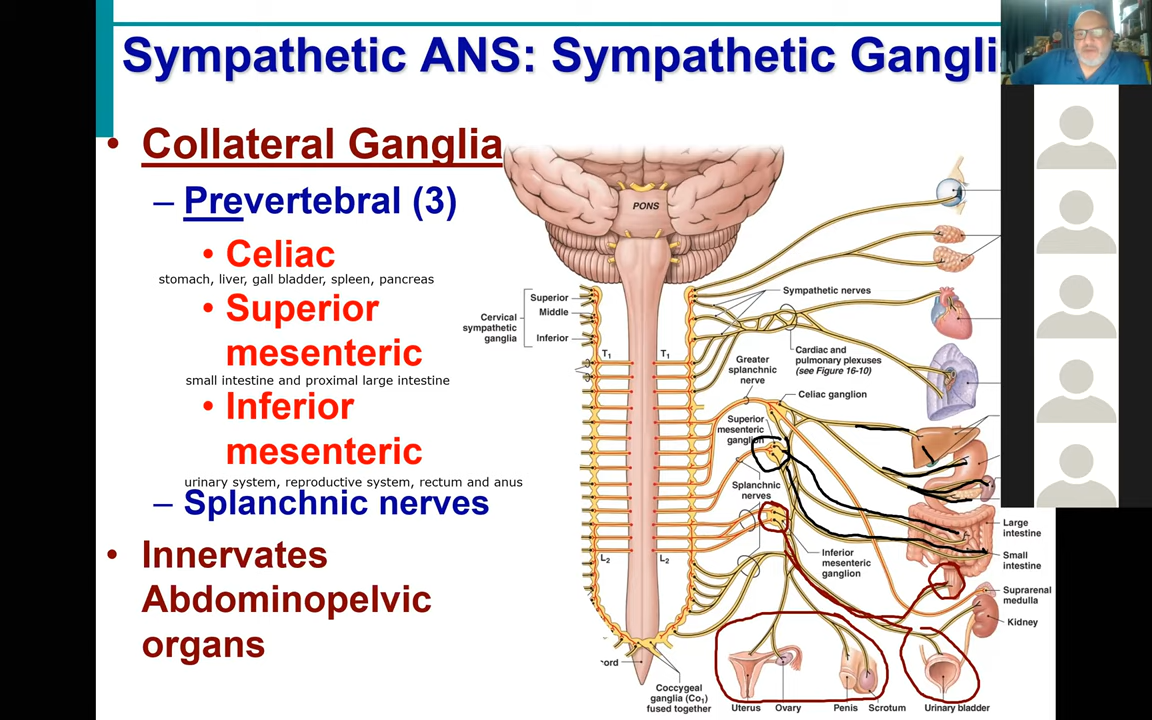 Sympathetic ANS: Sympathetic Gangli
• Collateral Ganglia
– Prevertebral (3)
• Celiac
stomach, liver, gall bladder, spleen, pancreas
• Superior
mesenteric
small intestine and proximal large intestine
• Inferior
mesenteric
urinary system, reproductive system, rectum and anus
– Splanchnic nerves
• Innervates
Abdominopelvic
organs
PONS
Sympathetic nerves
Superior
Middle
Inferior
Cervical
sympathetic
ganglia
T1
T1
Cardiac and
pulmonary plexuses
(see Figure 16-10)
Greater
splanchnic
nerve
Celiac ganglion
Superior
mesenteric
ganglion
Splanchnic
nerves
L2
L2
Inferior
mesenteric
ganglion
Large
intestine
Small
intestine
Suprarenal
medulla
Kidney
ord
Coccygeal
ganglia (Co1)
fused together
Uterus
Ovary
Penis
Scrotum
Urinary bladder